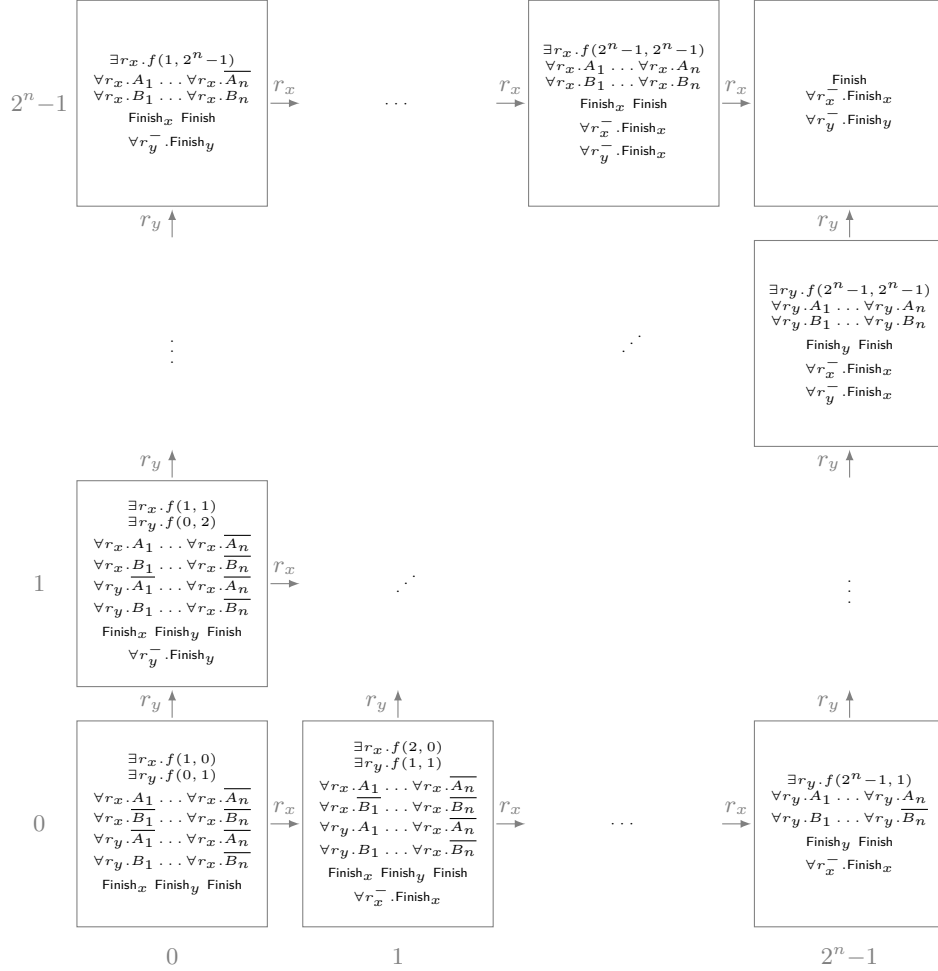 ∃r_x.f(1, 2^n−1)
∀r_x.A_1 … ∀r_x.\overline{A_n}
∀r_x.B_1 … ∀r_x.B_n
Finish_x Finish
∀r_y^−.Finish_y
2^n−1
r_x
⋯
r_x
∃r_x.f(2^n−1, 2^n−1)
∀r_x.A_1 … ∀r_x.A_n
∀r_x.B_1 … ∀r_x.B_n
Finish_x Finish
∀r_x^−.Finish_x
∀r_y^−.Finish_x
r_x
Finish
∀r_x^−.Finish_x
∀r_y^−.Finish_y
r_y
r_y
∃r_y.f(2^n−1, 2^n−1)
∀r_y.A_1 … ∀r_y.A_n
∀r_y.B_1 … ∀r_y.B_n
Finish_y Finish
∀r_x^−.Finish_x
∀r_y^−.Finish_x
⋮
⋰
r_y
r_y
∃r_x.f(1, 1)
∃r_y.f(0, 2)
∀r_x.A_1 … ∀r_x.\overline{A_n}
∀r_x.B_1 … ∀r_x.\overline{B_n}
∀r_y.\overline{A_1} … ∀r_x.\overline{A_n}
∀r_y.B_1 … ∀r_x.\overline{B_n}
Finish_x Finish_y Finish
∀r_y^−.Finish_y
1
r_x
⋰
⋮
r_y
r_y
r_y
0
∃r_x.f(1, 0)
∃r_y.f(0, 1)
∀r_x.A_1 … ∀r_x.\overline{A_n}
∀r_x.\overline{B_1} … ∀r_x.\overline{B_n}
∀r_y.\overline{A_1} … ∀r_x.\overline{A_n}
∀r_y.B_1 … ∀r_x.\overline{B_n}
Finish_x Finish_y Finish
r_x
∃r_x.f(2, 0)
∃r_y.f(1, 1)
∀r_x.A_1 … ∀r_x.\overline{A_n}
∀r_x.\overline{B_1} … ∀r_x.\overline{B_n}
∀r_y.A_1 … ∀r_x.\overline{A_n}
∀r_y.B_1 … ∀r_x.\overline{B_n}
Finish_x Finish_y Finish
∀r_x^−.Finish_x
r_x
⋯
r_x
∃r_y.f(2^n−1, 1)
∀r_y.A_1 … ∀r_y.A_n
∀r_y.B_1 … ∀r_y.\overline{B_n}
Finish_y Finish
∀r_x^−.Finish_x
0
1
2^n−1